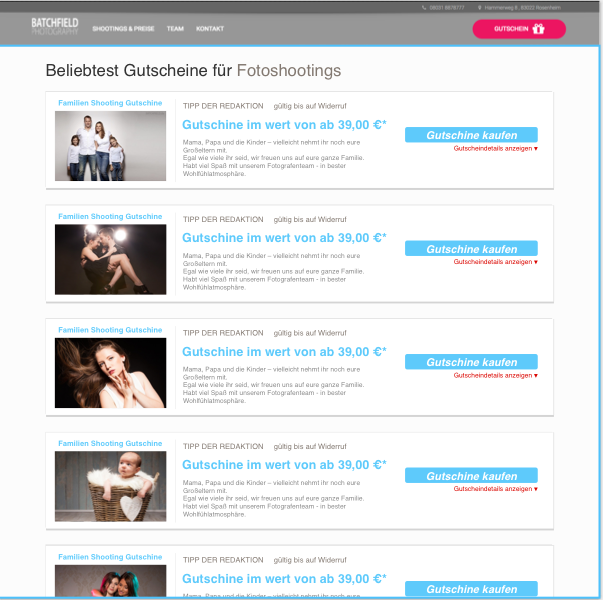 08031 8878777 Hammerweg 8 , 83022 Rosenheim
BATCHFIELD
PHOTOGRAPHY
SHOOTINGS & PREISE TEAM KONTAKT GUTSCHEIN
Beliebtest Gutscheine für Fotoshootings
Familien Shooting Gutschine
TIPP DER REDAKTION gültig bis auf Widerruf
Gutschine im wert von ab 39,00 €*
Mama, Papa und die Kinder – vielleicht nehmt ihr noch eure
Großeltern mit.
Egal wie viele ihr seid, wir freuen uns auf eure ganze Familie.
Habt viel Spaß mit unserem Fotografenteam - in bester
Wohlfühlatmosphäre.
Gutschine kaufen
Gutscheindetails anzeigen ▾
Familien Shooting Gutschine
TIPP DER REDAKTION gültig bis auf Widerruf
Gutschine im wert von ab 39,00 €*
Mama, Papa und die Kinder – vielleicht nehmt ihr noch eure
Großeltern mit.
Egal wie viele ihr seid, wir freuen uns auf eure ganze Familie.
Habt viel Spaß mit unserem Fotografenteam - in bester
Wohlfühlatmosphäre.
Gutschine kaufen
Gutscheindetails anzeigen ▾
Familien Shooting Gutschine
TIPP DER REDAKTION gültig bis auf Widerruf
Gutschine im wert von ab 39,00 €*
Mama, Papa und die Kinder – vielleicht nehmt ihr noch eure
Großeltern mit.
Egal wie viele ihr seid, wir freuen uns auf eure ganze Familie.
Habt viel Spaß mit unserem Fotografenteam - in bester
Wohlfühlatmosphäre.
Gutschine kaufen
Gutscheindetails anzeigen ▾
Familien Shooting Gutschine
TIPP DER REDAKTION gültig bis auf Widerruf
Gutschine im wert von ab 39,00 €*
Mama, Papa und die Kinder – vielleicht nehmt ihr noch eure
Großeltern mit.
Egal wie viele ihr seid, wir freuen uns auf eure ganze Familie.
Habt viel Spaß mit unserem Fotografenteam - in bester
Wohlfühlatmosphäre.
Gutschine kaufen
Gutscheindetails anzeigen ▾
Familien Shooting Gutschine
TIPP DER REDAKTION gültig bis auf Widerruf
Gutschine im wert von ab 39,00 €*
Mama, Papa und die Kinder – vielleicht nehmt ihr noch eure
Gutschine kaufen